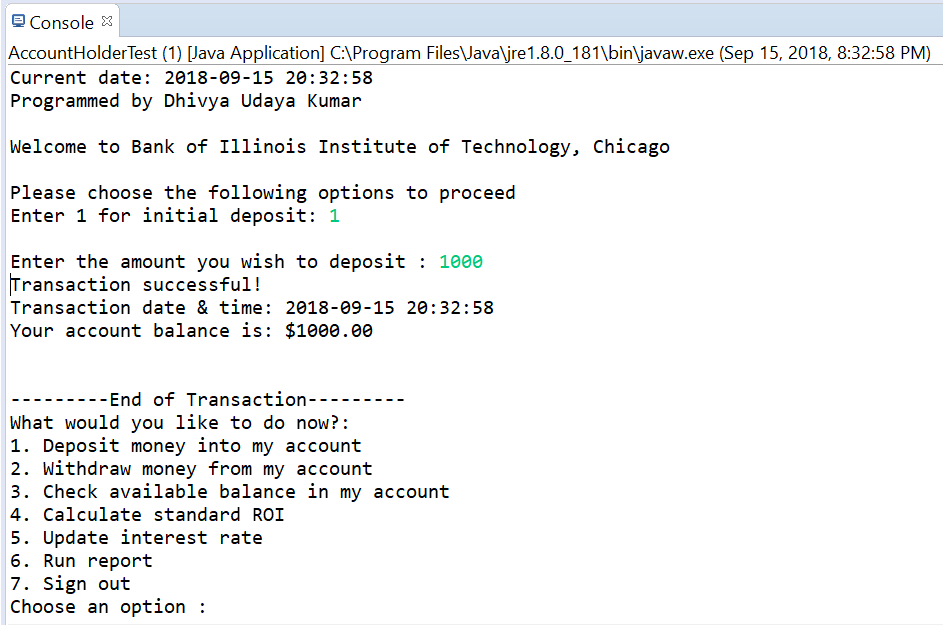 Console
AccountHolderTest (1) [Java Application] C:\Program Files\Java\jre1.8.0_181\bin\javaw.exe (Sep 15, 2018, 8:32:58 PM)
Current date: 2018-09-15 20:32:58
Programmed by Dhivya Udaya Kumar
Welcome to Bank of Illinois Institute of Technology, Chicago
Please choose the following options to proceed
Enter 1 for initial deposit: 1
Enter the amount you wish to deposit : 1000
Transaction successful!
Transaction date & time: 2018-09-15 20:32:58
Your account balance is: $1000.00
---------End of Transaction---------
What would you like to do now?:
1. Deposit money into my account
2. Withdraw money from my account
3. Check available balance in my account
4. Calculate standard ROI
5. Update interest rate
6. Run report
7. Sign out
Choose an option :